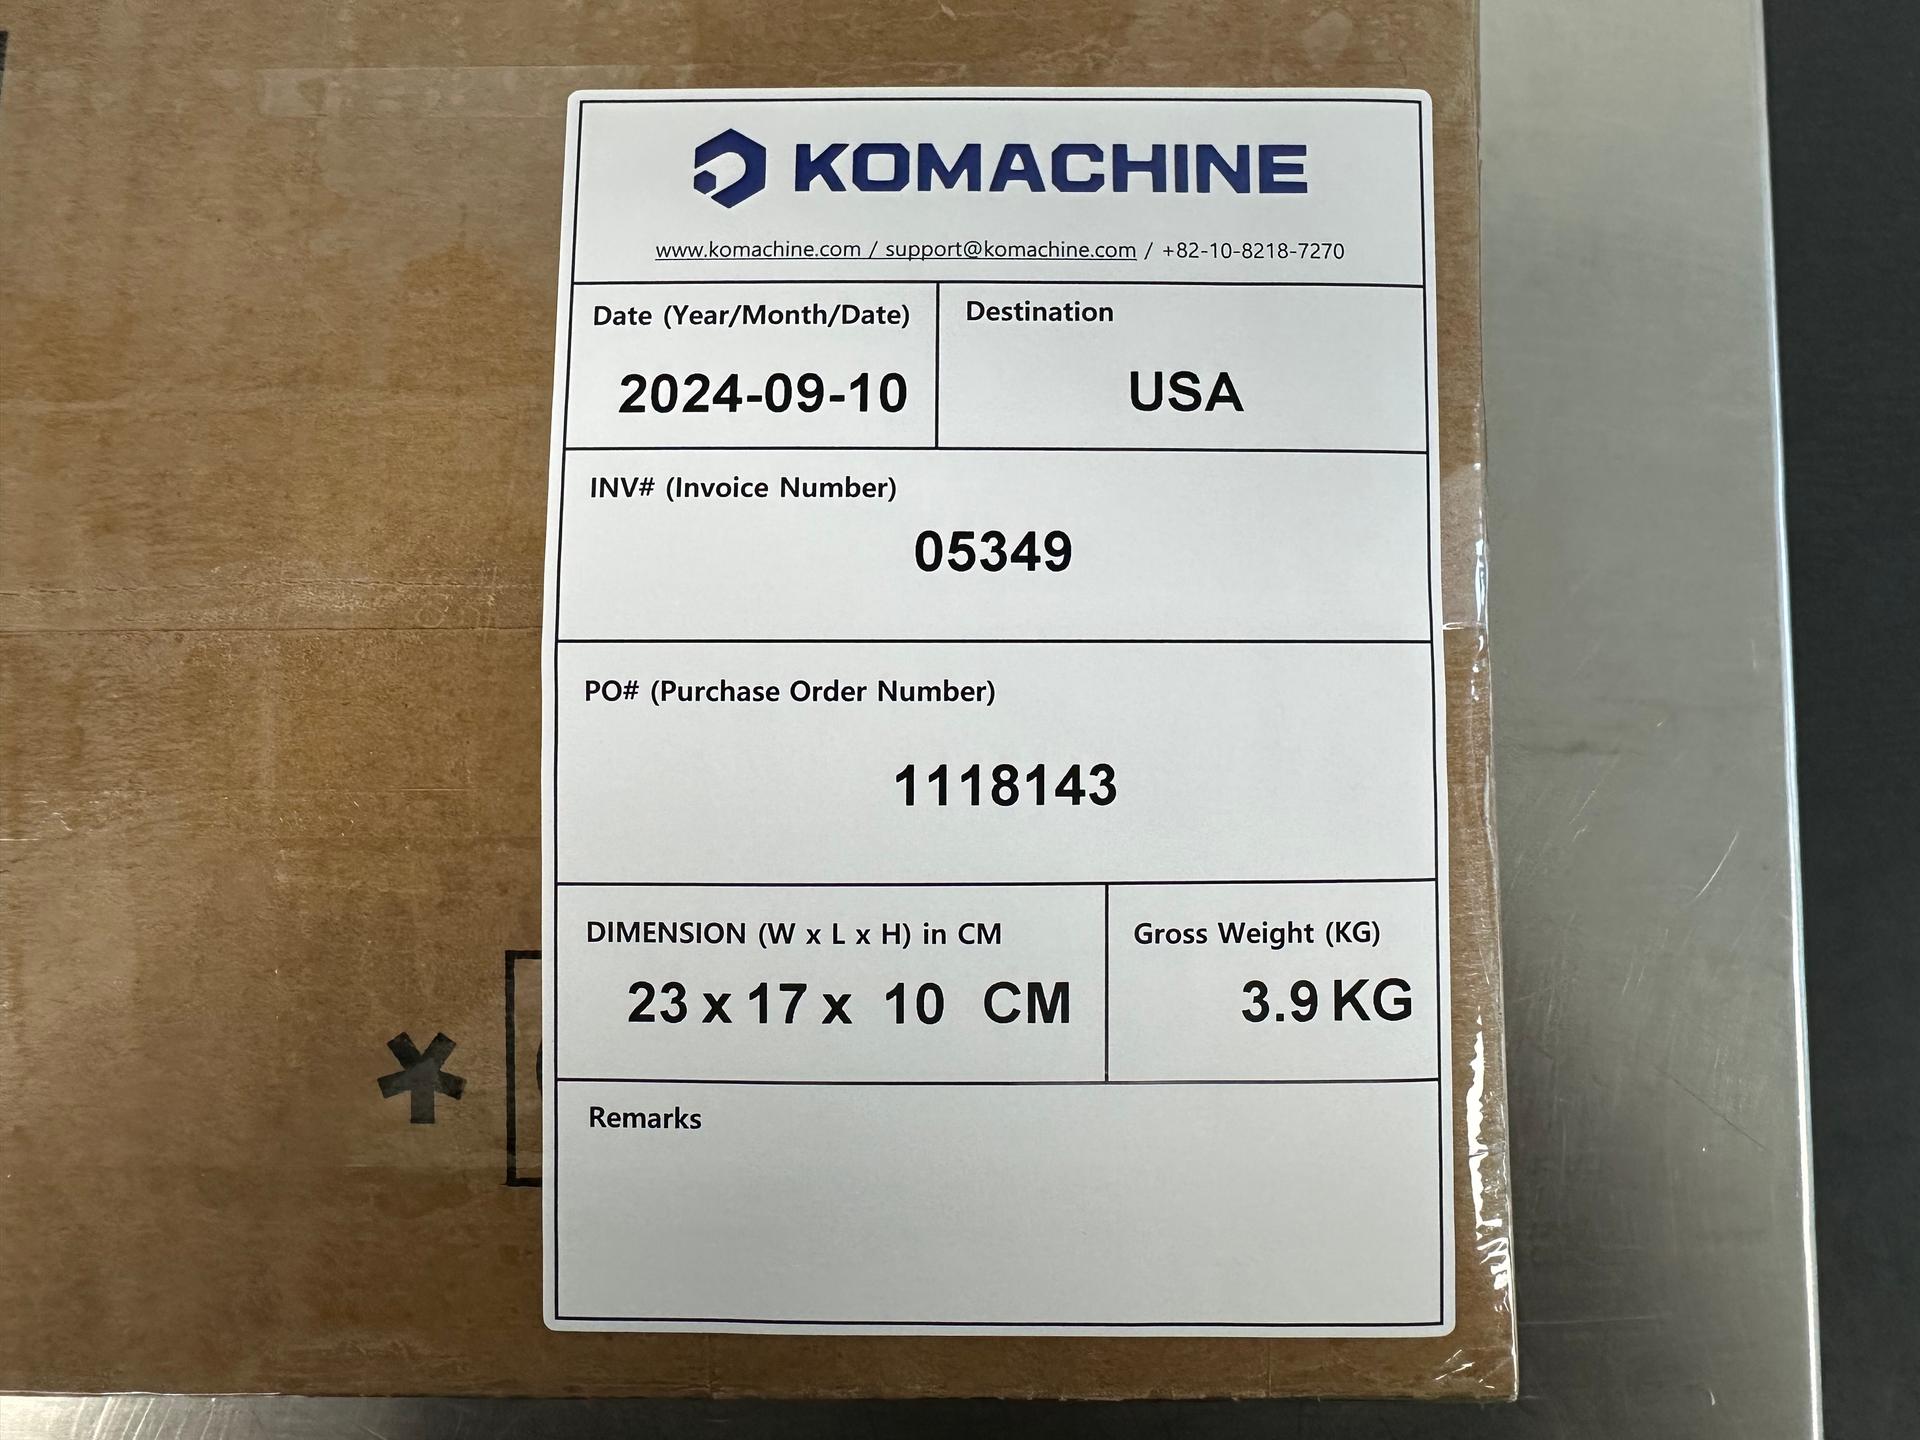 KOMACHINE
www.komachine.com / support@komachine.com / +82-10-8218-7270
Date (Year/Month/Date)
2024-09-10
Destination
USA
INV# (Invoice Number)
05349
PO# (Purchase Order Number)
1118143
DIMENSION (W x L x H) in CM
23 x 17 x 10 CM
Gross Weight (KG)
3.9 KG
Remarks